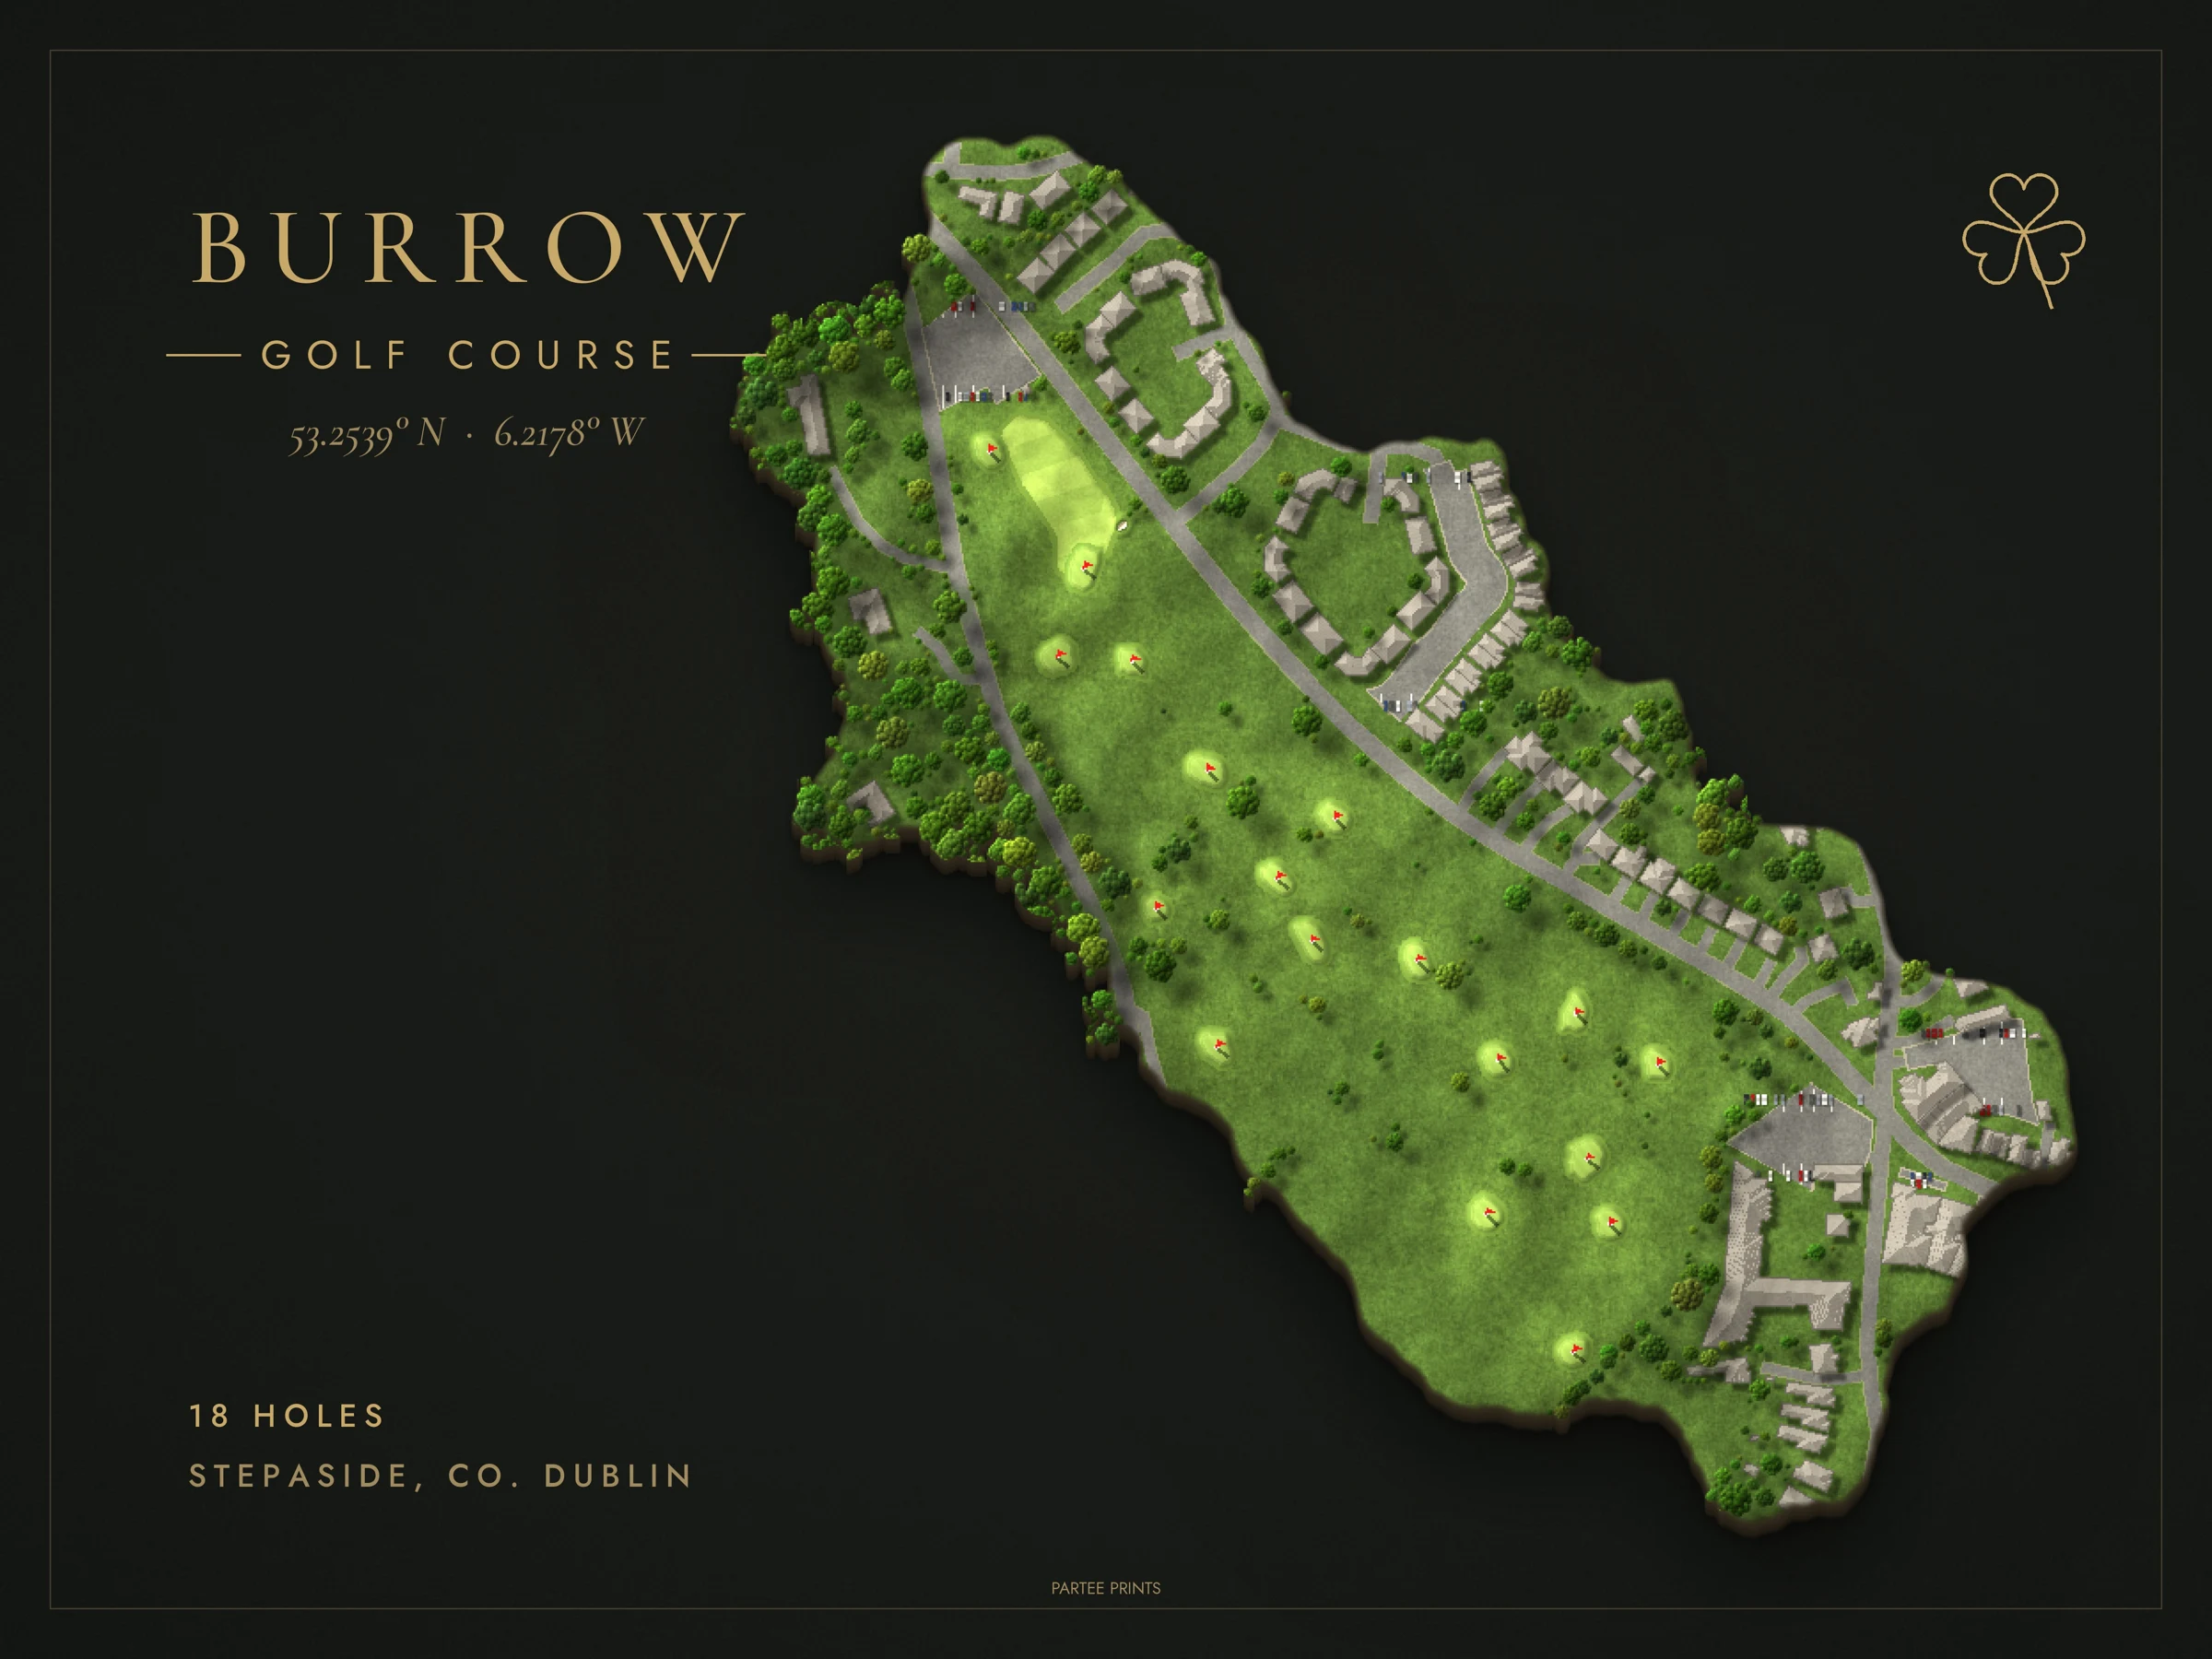 BURROW
GOLF COURSE
53.2539° N · 6.2178° W
18 HOLES
STEPASIDE, CO. DUBLIN
PARTEE PRINTS